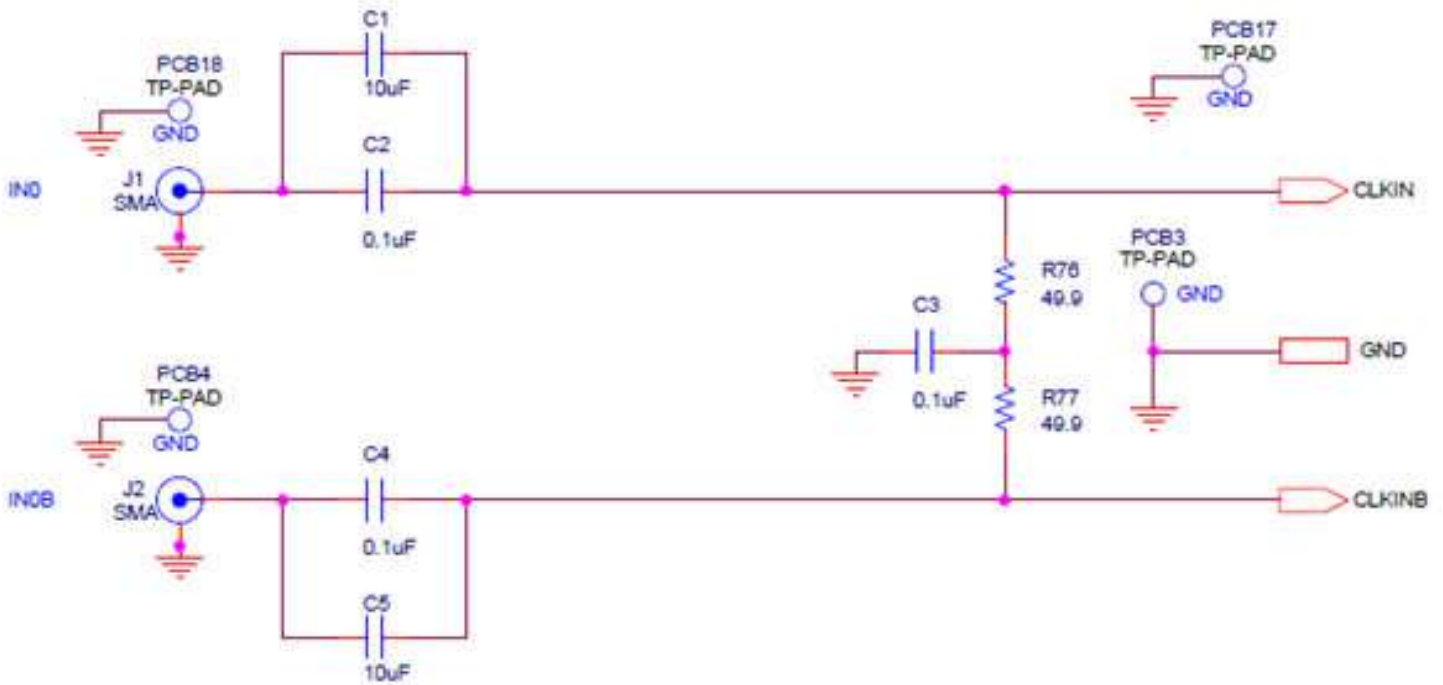 C1
10uF
PCB18
TP-PAD
GND
PCB17
TP-PAD
GND
C2
0.1uF
IN0
J1
SMA
CLKIN
R76
49.9
PCB3
TP-PAD
GND
C3
0.1uF
GND
R77
49.9
PCB4
TP-PAD
GND
C4
0.1uF
IN0B
J2
SMA
CLKINB
C5
10uF